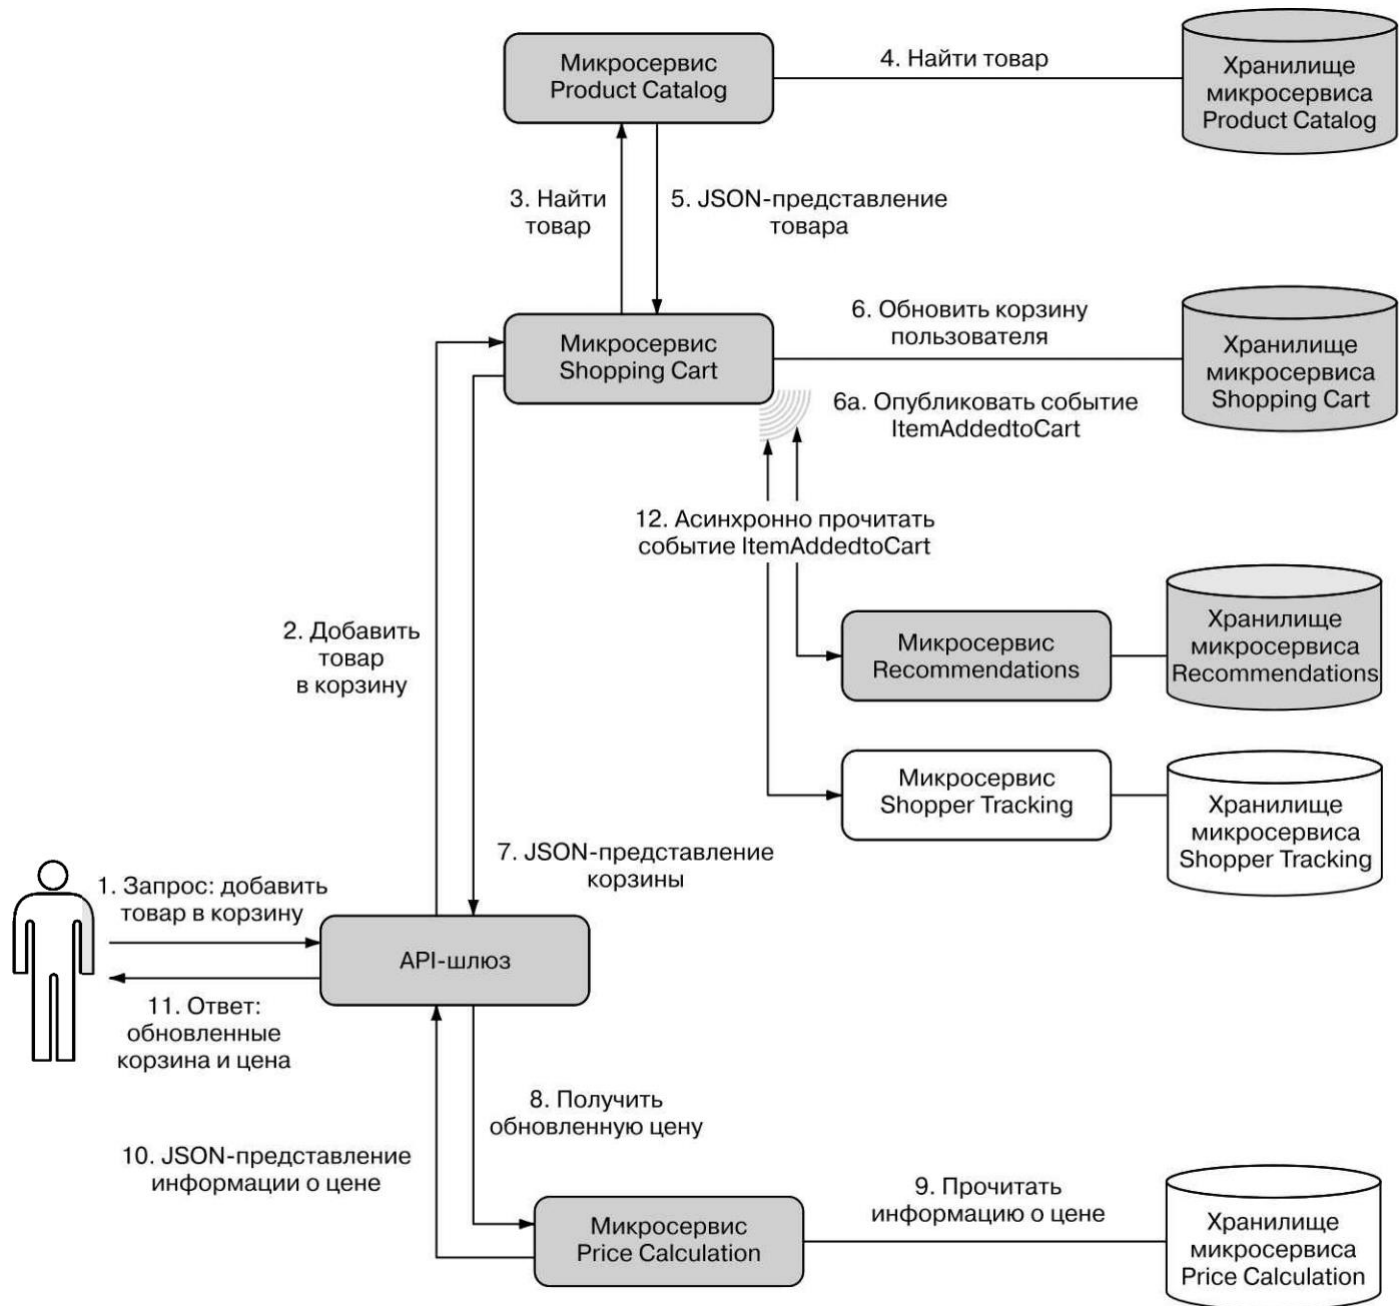 Микросервис
Product Catalog
4. Найти товар
Хранилище
микросервиса
Product Catalog
3. Найти
товар
5. JSON-представление
товара
Микросервис
Shopping Cart
6. Обновить корзину
пользователя
Хранилище
микросервиса
Shopping Cart
6а. Опубликовать событие
ItemAddedtoCart
12. Асинхронно прочитать
событие ItemAddedtoCart
2. Добавить
товар
в корзину
Микросервис
Recommendations
Хранилище
микросервиса
Recommendations
Микросервис
Shopper Tracking
Хранилище
микросервиса
Shopper Tracking
7. JSON-представление
корзины
1. Запрос: добавить
товар в корзину
API-шлюз
11. Ответ:
обновленные
корзина и цена
8. Получить
обновленную цену
10. JSON-представление
информации о цене
Микросервис
Price Calculation
9. Прочитать
информацию о цене
Хранилище
микросервиса
Price Calculation